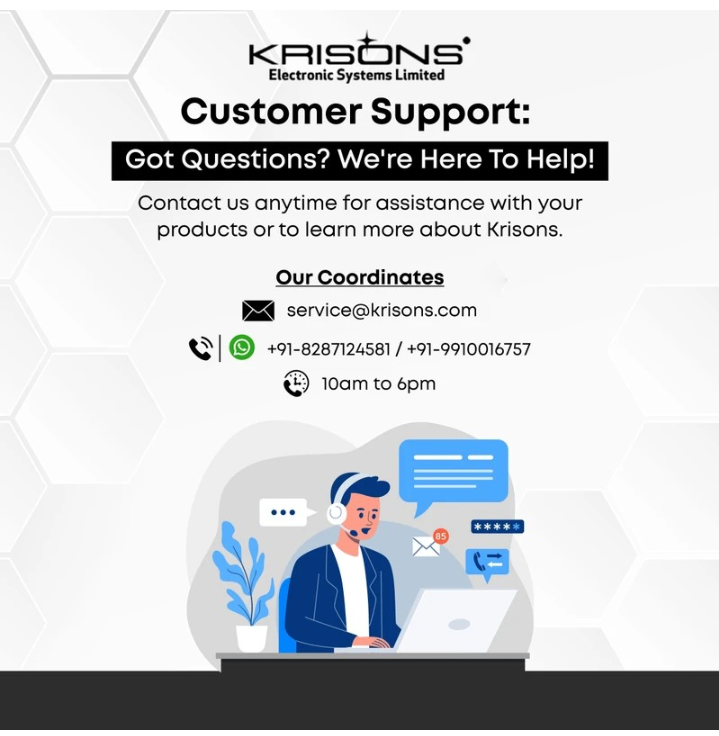 KRISONS
Electronic Systems Limited
Customer Support:
Got Questions? We're Here To Help!
Contact us anytime for assistance with your
products or to learn more about Krisons.
Our Coordinates
service@krisons.com
+91-8287124581 / +91-9910016757
10am to 6pm
*****
85